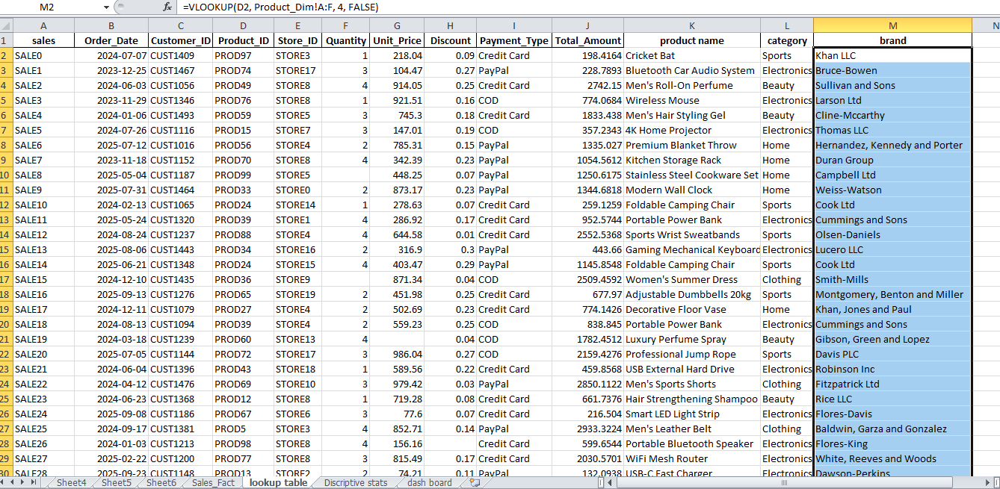 M2 fx =VLOOKUP(D2, Product_Dim!A:F, 4, FALSE)
A B C D E F G H I J K L M N
1 sales Order_Date Customer_ID Product_ID Store_ID Quantity Unit_Price Discount Payment_Type Total_Amount product name category brand
2 SALE0 2024-07-07 CUST1409 PROD97 STORE3 1 218.04 0.09 Credit Card 198.4164 Cricket Bat Sports Khan LLC
3 SALE1 2023-12-25 CUST1467 PROD74 STORE17 3 104.47 0.27 PayPal 228.7893 Bluetooth Car Audio System Electronics Bruce-Bowen
4 SALE2 2024-06-03 CUST1056 PROD49 STORE8 4 914.05 0.25 Credit Card 2742.15 Men's Roll-On Perfume Beauty Sullivan and Sons
5 SALE3 2023-11-29 CUST1346 PROD76 STORE8 1 921.51 0.16 COD 774.0684 Wireless Mouse Electronics Larson Ltd
6 SALE4 2024-01-06 CUST1493 PROD59 STORE5 3 745.3 0.18 Credit Card 1833.438 Men's Hair Styling Gel Beauty Cline-Mccarthy
7 SALE5 2024-07-26 CUST1116 PROD15 STORE7 3 147.01 0.19 COD 357.2343 4K Home Projector Electronics Thomas LLC
8 SALE6 2025-07-12 CUST1016 PROD56 STORE4 2 785.31 0.15 PayPal 1335.027 Premium Blanket Throw Home Hernandez, Kennedy and Porter
9 SALE7 2023-11-18 CUST1152 PROD70 STORE8 4 342.39 0.23 PayPal 1054.5612 Kitchen Storage Rack Home Duran Group
10 SALE8 2025-05-04 CUST1187 PROD99 STORE5 448.25 0.07 PayPal 1250.6175 Stainless Steel Cookware Set Home Campbell Ltd
11 SALE9 2025-07-31 CUST1464 PROD33 STORE0 2 873.17 0.23 PayPal 1344.6818 Modern Wall Clock Home Weiss-Watson
12 SALE10 2024-02-13 CUST1065 PROD24 STORE14 1 278.63 0.07 Credit Card 259.1259 Foldable Camping Chair Sports Cook Ltd
13 SALE11 2025-05-24 CUST1320 PROD39 STORE1 4 286.92 0.17 Credit Card 952.5744 Portable Power Bank Electronics Cummings and Sons
14 SALE12 2024-08-24 CUST1237 PROD88 STORE4 4 644.58 0.01 Credit Card 2552.5368 Sports Wrist Sweatbands Sports Olsen-Daniels
15 SALE13 2025-08-06 CUST1443 PROD34 STORE16 2 316.9 0.3 PayPal 443.66 Gaming Mechanical Keyboard Electronics Lucero LLC
16 SALE14 2025-06-21 CUST1348 PROD24 STORE15 4 403.47 0.29 PayPal 1145.8548 Foldable Camping Chair Sports Cook Ltd
17 SALE15 2025-12-10 CUST1435 PROD36 STORE9 871.34 0.04 COD 2509.4592 Women's Summer Dress Clothing Smith-Mills
18 SALE16 2025-09-13 CUST1276 PROD65 STORE19 2 451.98 0.25 Credit Card 677.97 Adjustable Dumbbells 20kg Sports Montgomery, Benton and Miller
19 SALE17 2024-12-11 CUST1079 PROD27 STORE4 2 502.69 0.23 Credit Card 774.1426 Decorative Floor Vase Home Khan, Jones and Paul
20 SALE18 2024-08-13 CUST1094 PROD39 STORE4 2 559.23 0.25 COD 838.845 Portable Power Bank Electronics Cummings and Sons
21 SALE19 2024-03-18 CUST1239 PROD60 STORE13 4 0.04 COD 1782.4512 Luxury Perfume Spray Beauty Gibson, Green and Lopez
22 SALE20 2025-07-05 CUST1144 PROD72 STORE17 3 986.04 0.27 COD 2159.4276 Professional Jump Rope Sports Davis PLC
23 SALE21 2024-06-04 CUST1396 PROD43 STORE18 1 589.56 0.22 Credit Card 459.8568 USB External Hard Drive Electronics Robinson Inc
24 SALE22 2024-04-12 CUST1476 PROD69 STORE10 3 979.42 0.03 PayPal 2850.1122 Men's Sports Shorts Clothing Fitzpatrick Ltd
25 SALE23 2024-06-23 CUST1368 PROD12 STORE8 1 719.28 0.08 Credit Card 661.7376 Hair Strengthening Shampoo Beauty Rice LLC
26 SALE24 2025-09-08 CUST1186 PROD67 STORE6 3 77.6 0.07 Credit Card 216.504 Smart LED Light Strip Electronics Flores-Davis
27 SALE25 2024-09-17 CUST1381 PROD5 STORE3 4 852.71 0.14 PayPal 2933.3224 Men's Leather Belt Clothing Baldwin, Garza and Gonzalez
28 SALE26 2024-01-03 CUST1213 PROD98 STORE8 4 156.16 Credit Card 599.6544 Portable Bluetooth Speaker Electronics Flores-King
29 SALE27 2025-02-22 CUST1200 PROD77 STORE8 3 815.49 0.17 Credit Card 2030.5701 WiFi Mesh Router Electronics White, Reeves and Woods
30 SALE28 2025-09-23 CUST1148 PROD13 STORE2 2 74.21 0.11 PayPal 132.0938 USB-C Fast Charger Electronics Dawson-Perkins
Sheet4 Sheet5 Sheet6 Sales_Fact lookup table Discriptive stats dash board